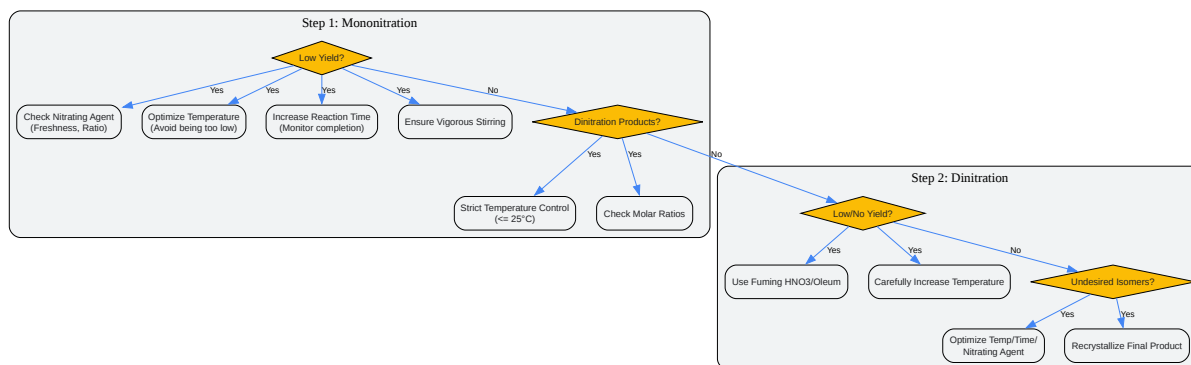 Step 1: Mononitration
Low Yield?
Yes
Yes
Yes
Yes
No
Check Nitrating Agent
(Freshness, Ratio)
Optimize Temperature
(Avoid being too low)
Increase Reaction Time
(Monitor completion)
Ensure Vigorous Stirring
Dinitration Products?
Yes
Yes
No
Strict Temperature Control
(<= 25°C)
Check Molar Ratios
Step 2: Dinitration
Low/No Yield?
Yes
Yes
No
Use Fuming HNO3/Oleum
Carefully Increase Temperature
Undesired Isomers?
Yes
Yes
Optimize Temp/Time/
Nitrating Agent
Recrystallize Final Product